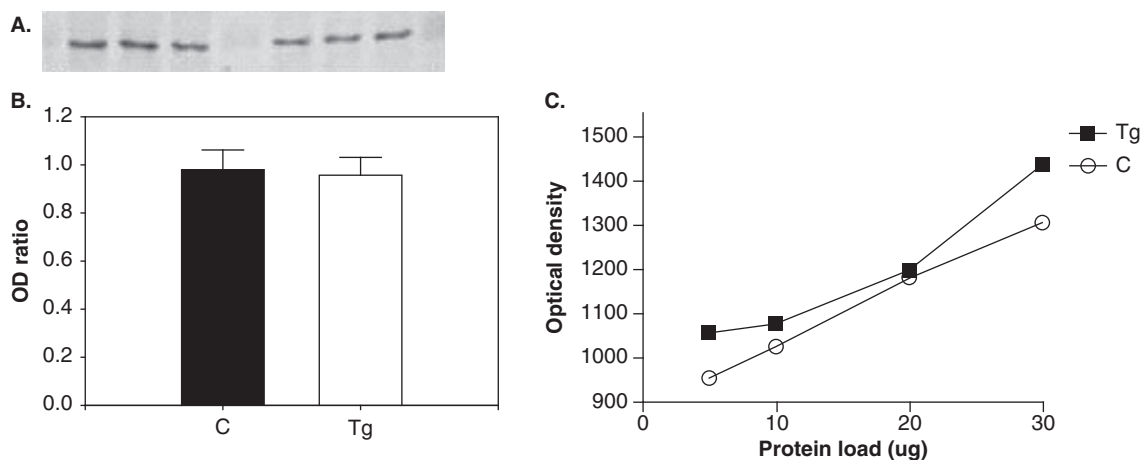 A.
B.
1.2
1.0
0.8
0.6
0.4
0.2
0.0
OD ratio
C
Tg
C.
1500
1400
1300
1200
1100
1000
900
Optical density
0
10
20
30
Protein load (ug)
Tg
C